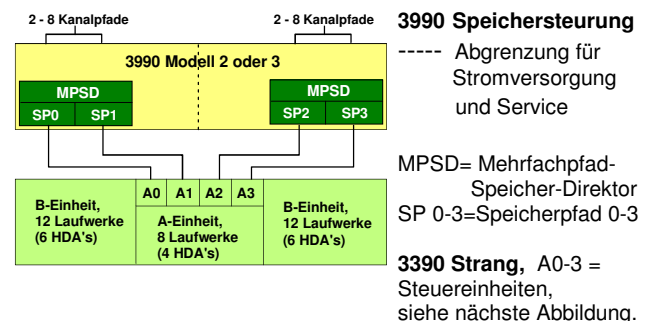 2 - 8 Kanalpfade
2 - 8 Kanalpfade
3990 Modell 2 oder 3
MPSD
SP0 SP1
MPSD
SP2 SP3
B-Einheit,
12 Laufwerke
(6 HDA's)
A0 A1 A2 A3
A-Einheit,
8 Laufwerke
(4 HDA's)
B-Einheit,
12 Laufwerke
(6 HDA's)
3990 Speichersteurung
----- Abgrenzung für
Stromversorgung
und Service
MPSD= Mehrfachpfad-
Speicher-Direktor
SP 0-3=Speicherpfad 0-3
3390 Strang, A0-3 =
Steuereinheiten,
siehe nächste Abbildung.